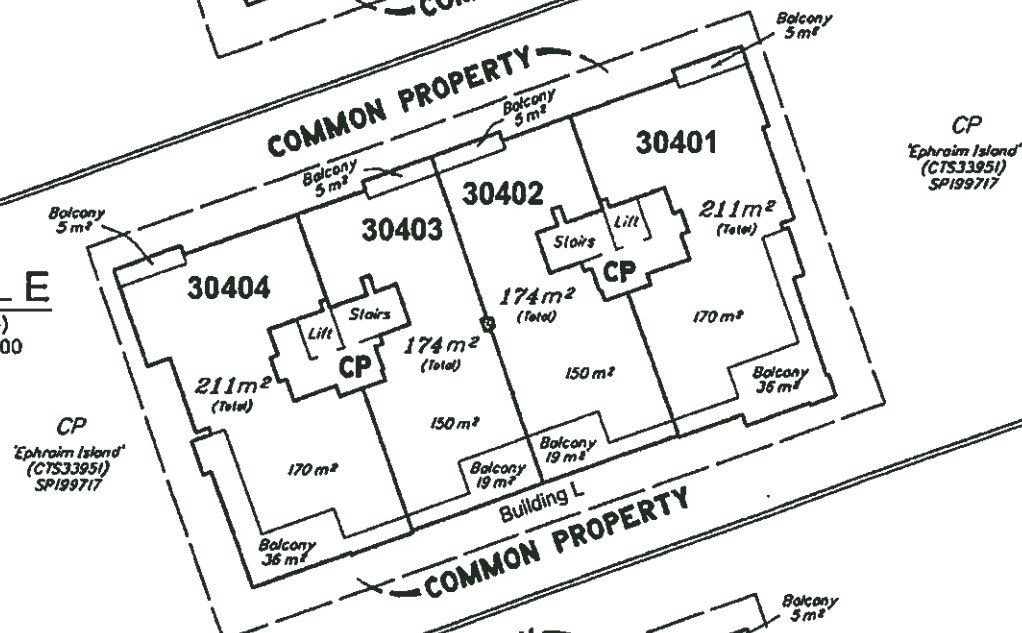 Balcony
5 m²
COMMON PROPERTY
Balcony
5 m²
30401
CP
'Ephraim Island'
(CTS33951)
SP199717
Balcony
5 m²
30402
211m²
(Total)
Balcony
5 m²
30403
Stairs
Lift
CP
30404
174m²
(Total)
170 m²
L E
00
Lift
Stairs
CP
174m²
(Total)
150 m²
Balcony
36 m²
211m²
(Total)
150 m²
CP
'Ephraim Island'
(CTS33951)
SP199717
170 m²
Balcony
19 m²
Balcony
19 m²
Building L
Balcony
36 m²
COMMON PROPERTY
Balcony
5 m²